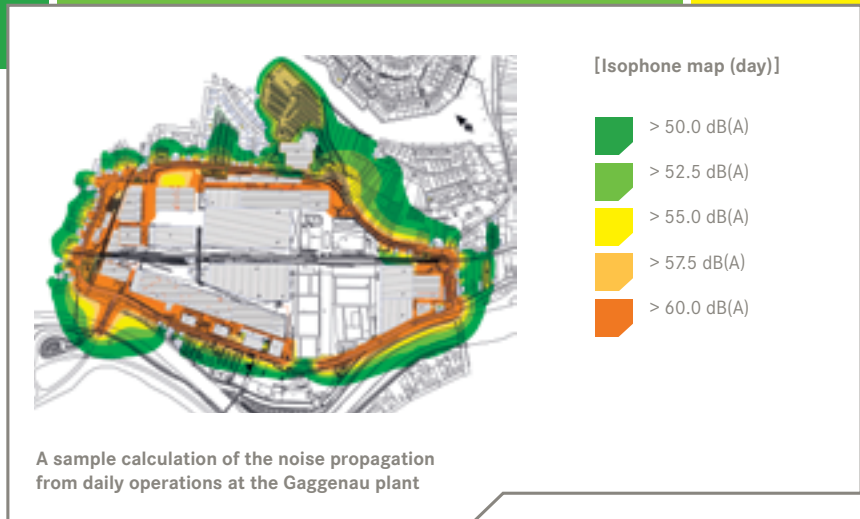 [Isophone map (day)]
> 50.0 dB(A)
> 52.5 dB(A)
> 55.0 dB(A)
> 57.5 dB(A)
> 60.0 dB(A)
A sample calculation of the noise propagation
from daily operations at the Gaggenau plant